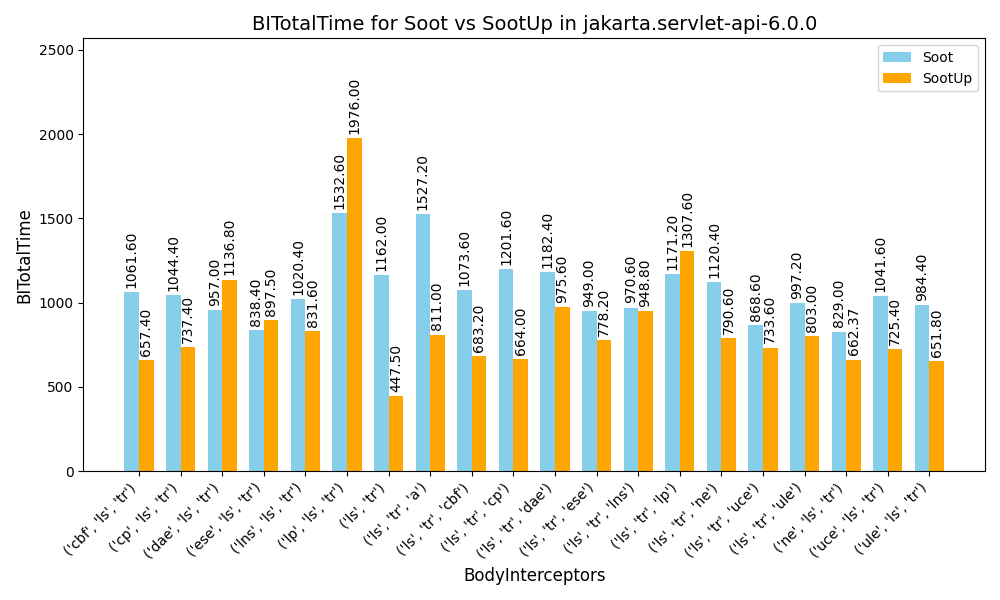 BITotalTime for Soot vs SootUp in jakarta.servlet-api-6.0.0
Soot
SootUp
BITotalTime
2500
2000
1500
1000
500
0
1061.60
657.40
1044.40
737.40
957.00
1136.80
838.40
897.50
1020.40
831.60
1532.60
1976.00
1162.00
447.50
1527.20
811.00
1073.60
683.20
1201.60
664.00
1182.40
975.60
949.00
778.20
970.60
948.80
1171.20
1307.60
1120.40
790.60
868.60
733.60
997.20
803.00
829.00
662.37
1041.60
725.40
984.40
651.80
('cbf', 'ls', 'tr')
('cp', 'ls', 'tr')
('dae', 'ls', 'tr')
('ese', 'ls', 'tr')
('lns', 'ls', 'tr')
('lp', 'ls', 'tr')
('ls', 'tr')
('ls', 'tr', 'a')
('ls', 'tr', 'cbf')
('ls', 'tr', 'cp')
('ls', 'tr', 'dae')
('ls', 'tr', 'ese')
('ls', 'tr', 'lns')
('ls', 'tr', 'lp')
('ls', 'tr', 'ne')
('ls', 'tr', 'uce')
('ls', 'tr', 'ule')
('ne', 'ls', 'tr')
('uce', 'ls', 'tr')
('ule', 'ls', 'tr')
BodyInterceptors